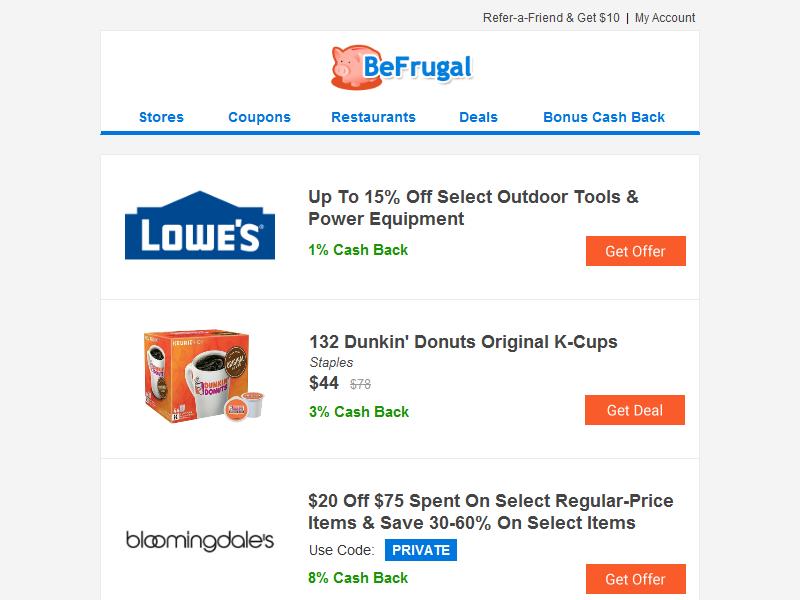 Refer-a-Friend & Get $10 | My Account
BeFrugal
Stores Coupons Restaurants Deals Bonus Cash Back
LOWE'S
Up To 15% Off Select Outdoor Tools &
Power Equipment
1% Cash Back
Get Offer
KEURIG
DUNKIN'
DONUTS
132 Dunkin' Donuts Original K-Cups
Staples
$44 $78
3% Cash Back
Get Deal
bloomingdale's
$20 Off $75 Spent On Select Regular-Price
Items & Save 30-60% On Select Items
Use Code: PRIVATE
8% Cash Back
Get Offer